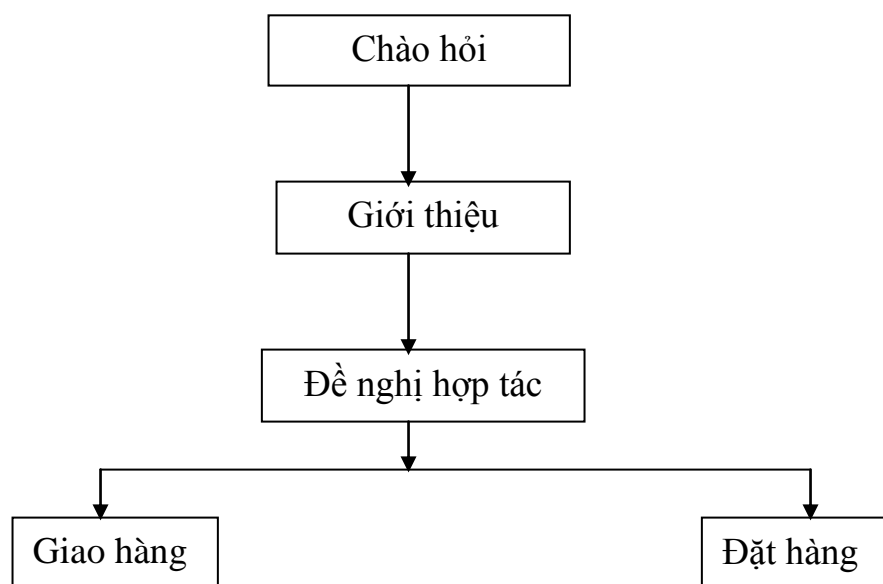 Chào hỏi
Giới thiệu
Đề nghị hợp tác
Giao hàng
Đặt hàng